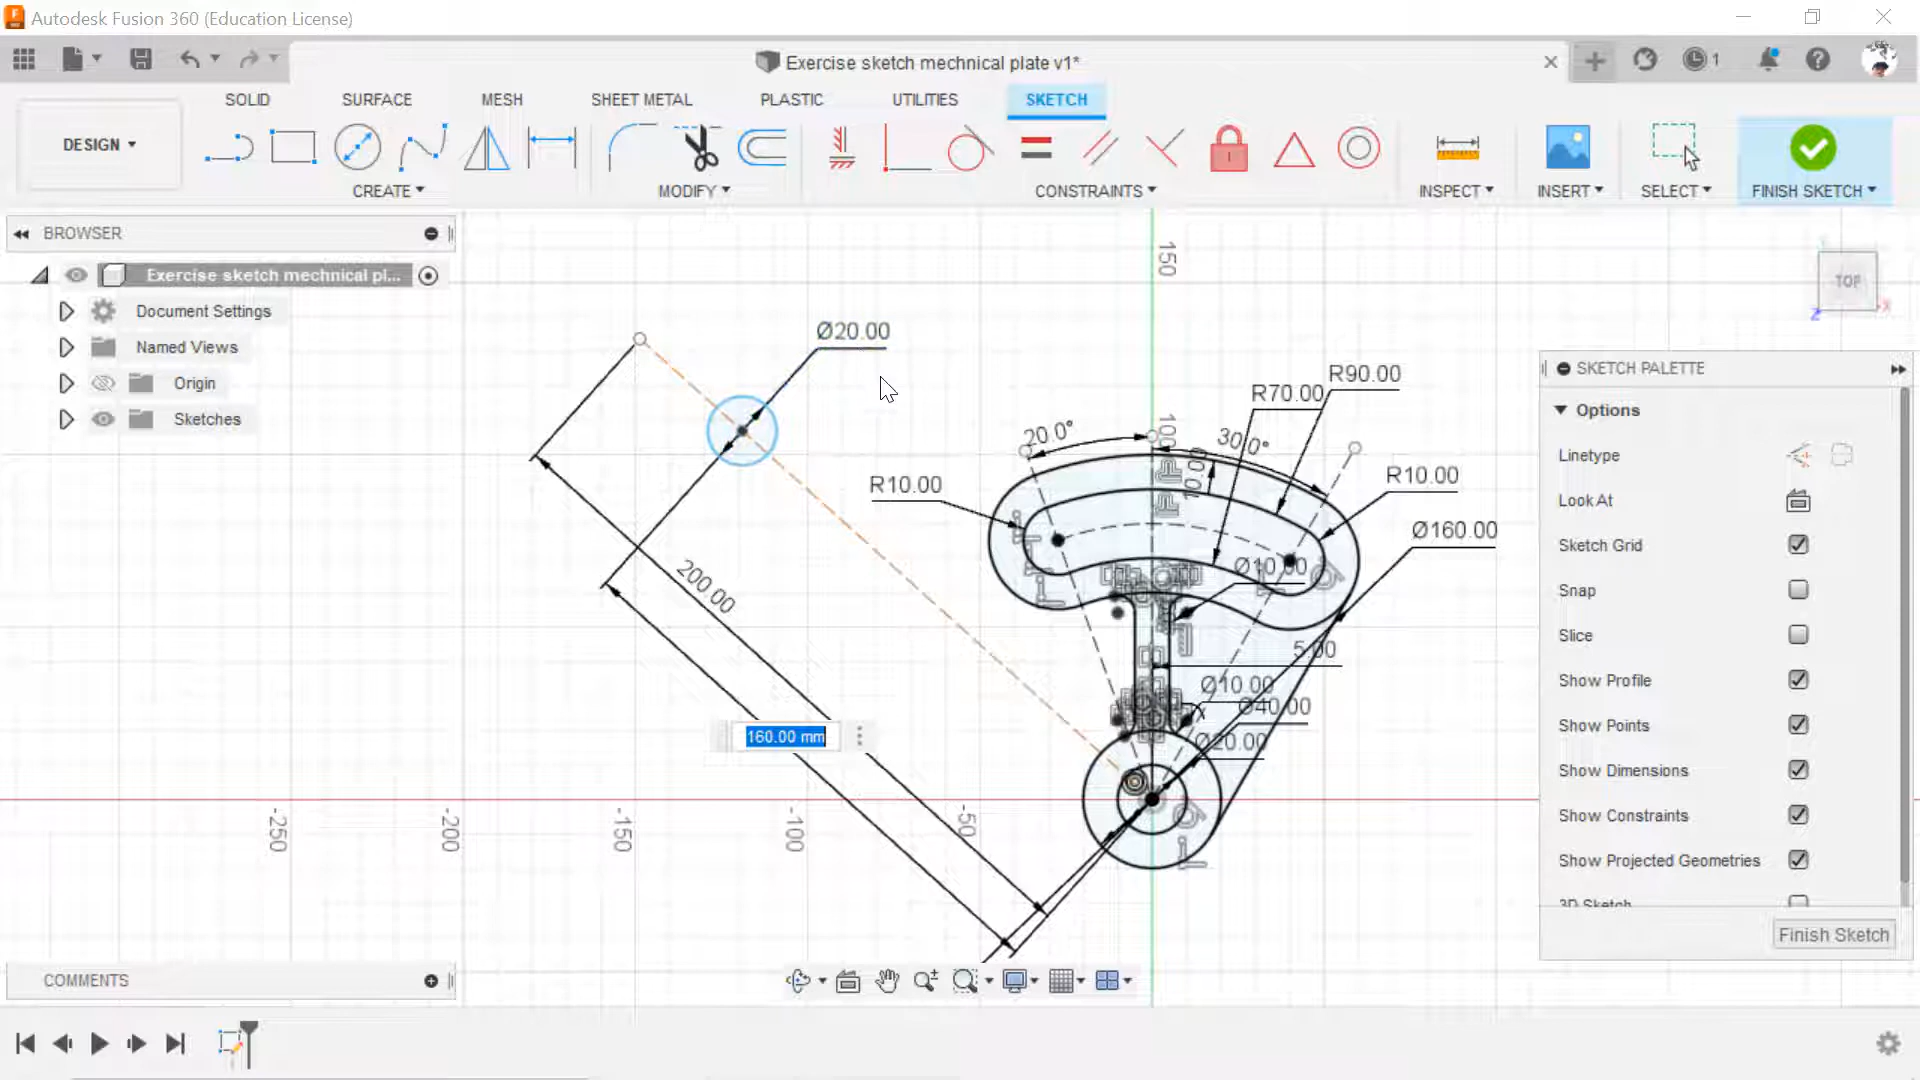 Autodesk Fusion 360 (Education License)
Exercise sketch mechnical plate v1*
1
SOLID SURFACE MESH SHEET METAL PLASTIC UTILITIES SKETCH
DESIGN
CREATE MODIFY CONSTRAINTS INSPECT INSERT SELECT FINISH SKETCH
BROWSER
Exercise sketch mechnical pl...
Document Settings
Named Views
Origin
Sketches
150
TOP
Z
X
Ø20.00
R90.00
R70.00
20.0°
100
30.0°
10.00
R10.00
R10.00
Ø160.00
Ø10.00
200.00
5.00
Ø10.00
Ø40.00
Ø20.00
160.00 mm
-250
-200
-150
-100
-50
SKETCH PALETTE
Options
Linetype
Look At
Sketch Grid
Snap
Slice
Show Profile
Show Points
Show Dimensions
Show Constraints
Show Projected Geometries
3D Sketch
Finish Sketch
COMMENTS